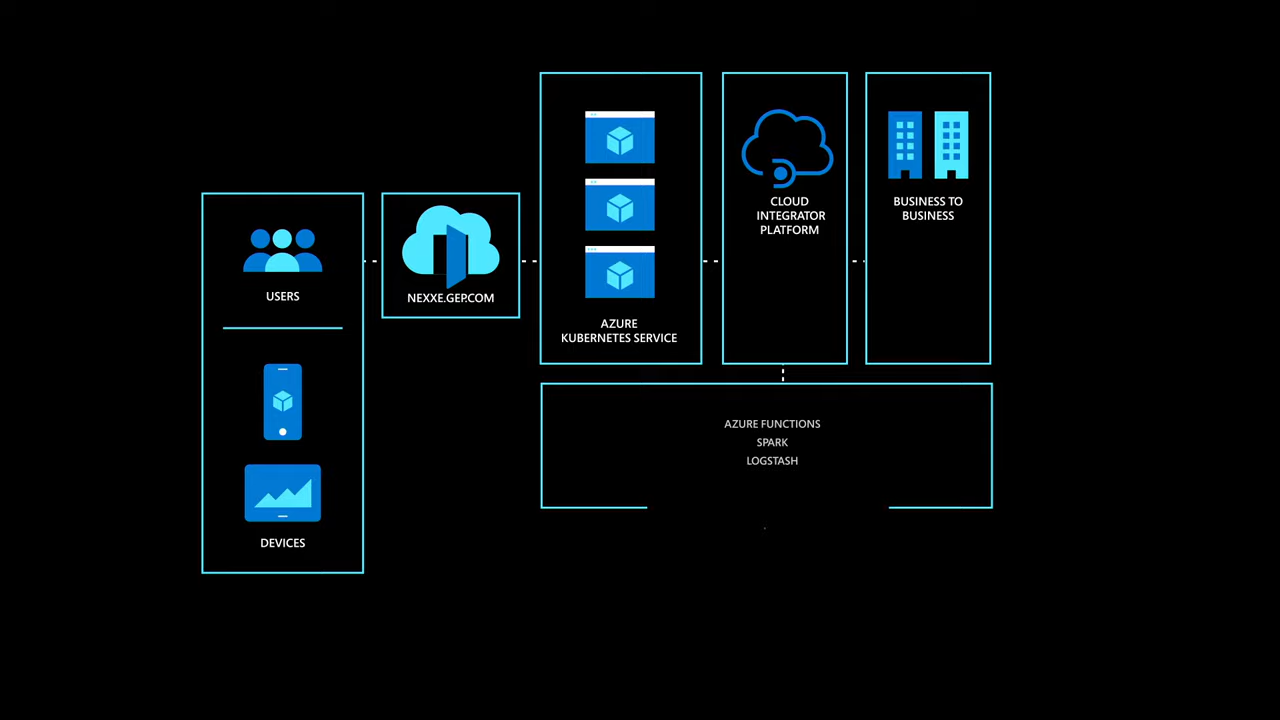 USERS
DEVICES
NEXXE.GEP.COM
AZURE
KUBERNETES SERVICE
CLOUD
INTEGRATOR
PLATFORM
BUSINESS TO
BUSINESS
AZURE FUNCTIONS
SPARK
LOGSTASH